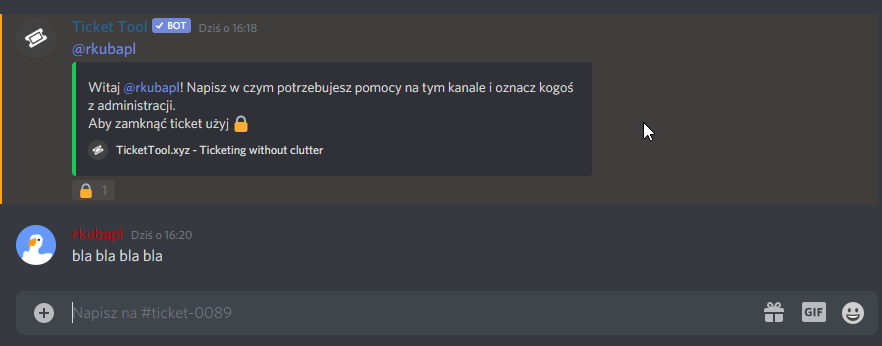 Ticket Tool BOT Dziś o 16:18
@rkubapl
Witaj @rkubapl! Napisz w czym potrzebujesz pomocy na tym kanale i oznacz kogoś
z administracji.
Aby zamknąć ticket użyj 🔒
TicketTool.xyz - Ticketing without clutter
🔒 1
rkubapl Dziś o 16:20
bla bla bla bla
Napisz na #ticket-0089
GIF